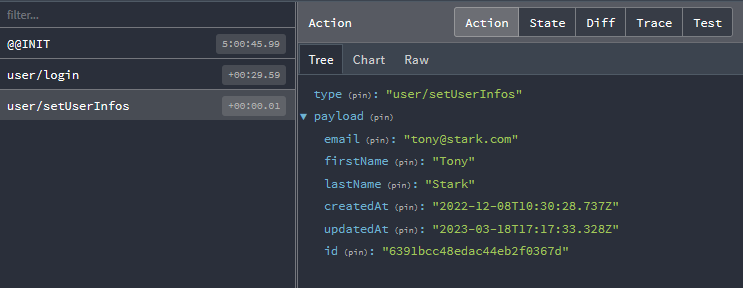 filter...
@@INIT 5:00:45.99
user/login +00:29.59
user/setUserInfos +00:00.01
Action Action State Diff Trace Test
Tree Chart Raw
type (pin): "user/setUserInfos"
▼ payload (pin)
email (pin): "tony@stark.com"
firstName (pin): "Tony"
lastName (pin): "Stark"
createdAt (pin): "2022-12-08T10:30:28.737Z"
updatedAt (pin): "2023-03-18T17:17:33.328Z"
id (pin): "6391bcc48edac44eb2f0367d"